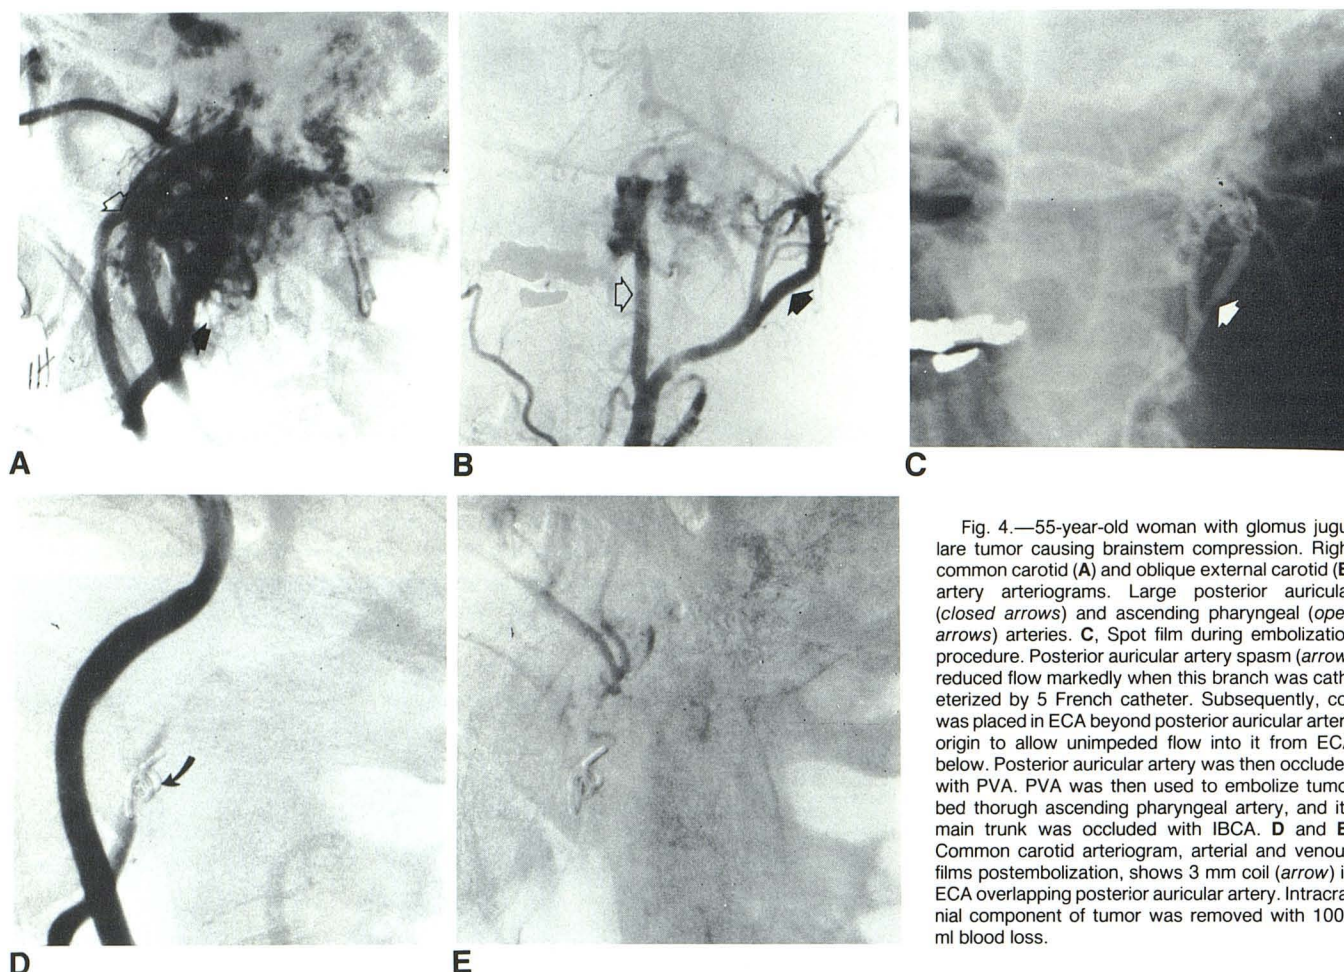 A
B
C
D
E
Fig. 4.—55-year-old woman with glomus jugu
lare tumor causing brainstem compression. Righ
common carotid (A) and oblique external carotid (B
artery arteriograms. Large posterior auricula
(closed arrows) and ascending pharyngeal (ope
arrows) arteries. C, Spot film during embolizatio
procedure. Posterior auricular artery spasm (arrow
reduced flow markedly when this branch was cath
eterized by 5 French catheter. Subsequently, co
was placed in ECA beyond posterior auricular arter
origin to allow unimpeded flow into it from ECA
below. Posterior auricular artery was then occlude
with PVA. PVA was then used to embolize tumo
bed thorugh ascending pharyngeal artery, and it
main trunk was occluded with IBCA. D and E
Common carotid arteriogram, arterial and venou
films postembolization, shows 3 mm coil (arrow) i
ECA overlapping posterior auricular artery. Intracra
nial component of tumor was removed with 100
ml blood loss.